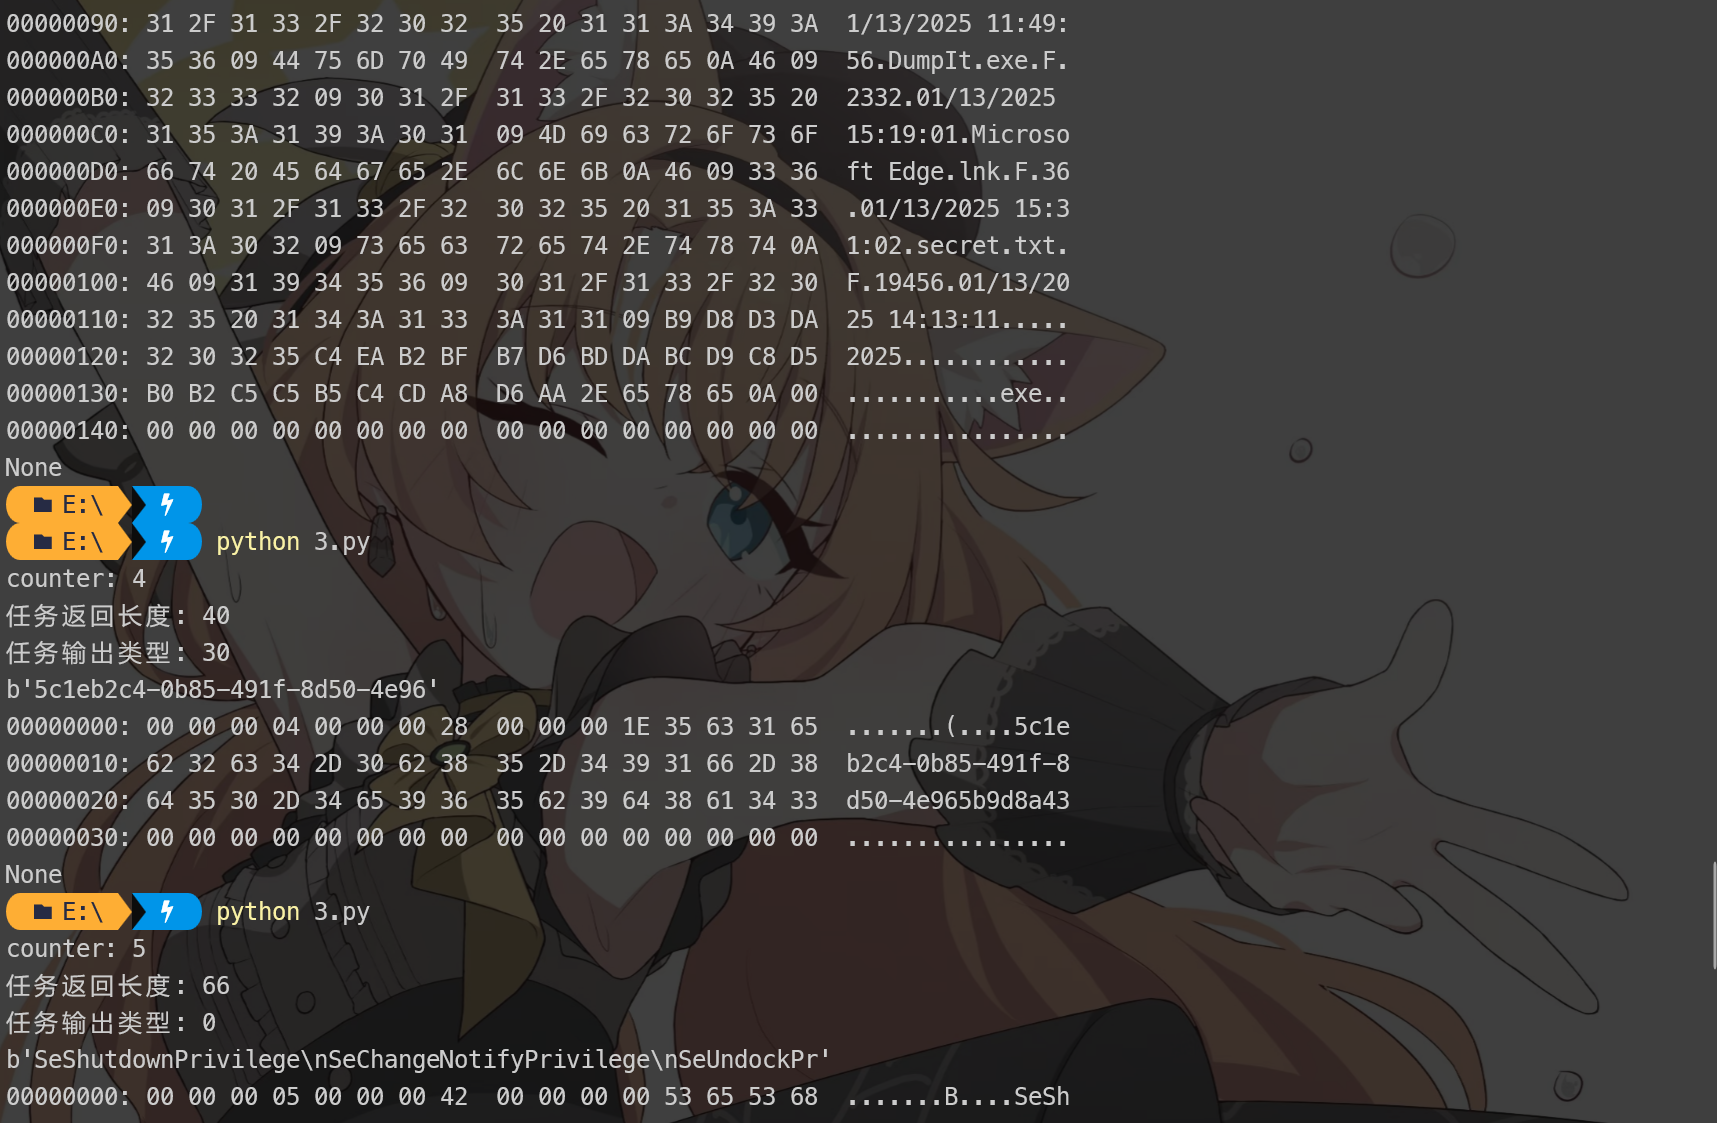 00000090: 31 2F 31 33 2F 32 30 32  35 20 31 31 3A 34 39 3A  1/13/2025 11:49:
000000A0: 35 36 09 44 75 6D 70 49  74 2E 65 78 65 0A 46 09  56.DumpIt.exe.F.
000000B0: 32 33 33 32 09 30 31 2F  31 33 2F 32 30 32 35 20  2332.01/13/2025
000000C0: 31 35 3A 31 39 3A 30 31  09 4D 69 63 72 6F 73 6F  15:19:01.Microso
000000D0: 66 74 20 45 64 67 65 2E  6C 6E 6B 0A 46 09 33 36  ft Edge.lnk.F.36
000000E0: 09 30 31 2F 31 33 2F 32  30 32 35 20 31 35 3A 33  .01/13/2025 15:3
000000F0: 31 3A 30 32 09 73 65 63  72 65 74 2E 74 78 74 0A  1:02.secret.txt.
00000100: 46 09 31 39 34 35 36 09  30 31 2F 31 33 2F 32 30  F.19456.01/13/20
00000110: 32 35 20 31 34 3A 31 33  3A 31 31 09 B9 D8 D3 DA  25 14:13:11.....
00000120: 32 30 32 35 C4 EA B2 BF  B7 D6 BD DA BC D9 C8 D5  2025............
00000130: B0 B2 C5 C5 B5 C4 CD A8  D6 AA 2E 65 78 65 0A 00  ...........exe..
00000140: 00 00 00 00 00 00 00 00  00 00 00 00 00 00 00 00  ................
None
E:\
E:\ python 3.py
counter: 4
任务返回长度: 40
任务输出类型: 30
b'5c1eb2c4-0b85-491f-8d50-4e96'
00000000: 00 00 00 04 00 00 00 28  00 00 00 1E 35 63 31 65  .......(....5c1e
00000010: 62 32 63 34 2D 30 62 38  35 2D 34 39 31 66 2D 38  b2c4-0b85-491f-8
00000020: 64 35 30 2D 34 65 39 36  35 62 39 64 38 61 34 33  d50-4e965b9d8a43
00000030: 00 00 00 00 00 00 00 00  00 00 00 00 00 00 00 00  ................
None
E:\ python 3.py
counter: 5
任务返回长度: 66
任务输出类型: 0
b'SeShutdownPrivilege\nSeChangeNotifyPrivilege\nSeUndockPr'
00000000: 00 00 00 05 00 00 00 42  00 00 00 00 53 65 53 68  .......B....SeSh